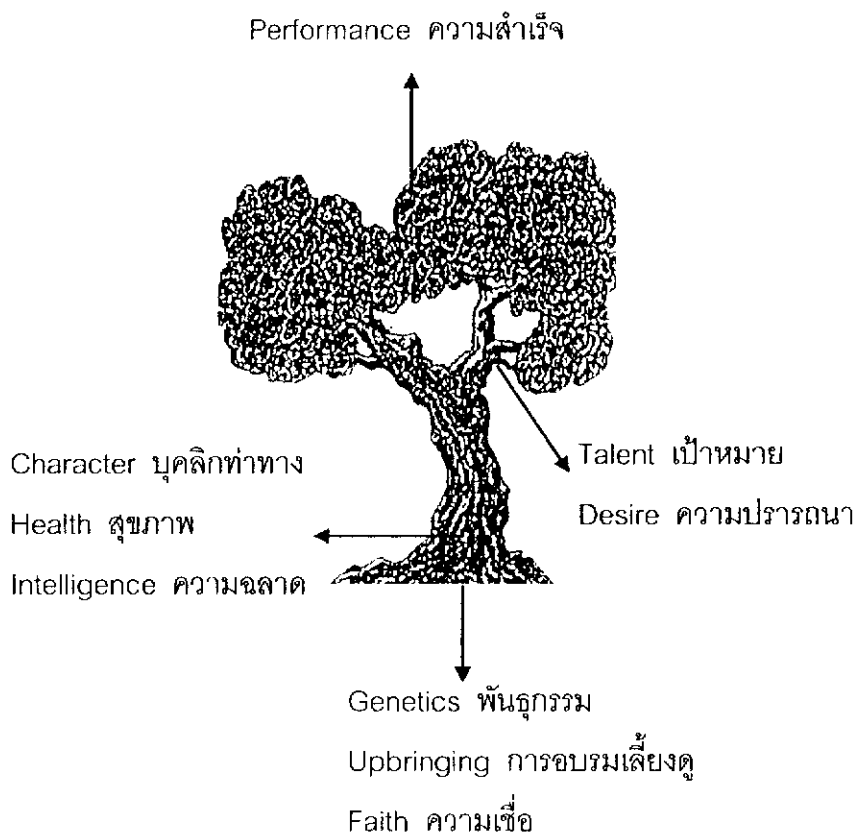 Performance ความสำเร็จ
Character บุคลิกท่าทาง
Health สุขภาพ
Intelligence ความฉลาด
Talent เป้าหมาย
Desire ความปรารถนา
Genetics พันธุกรรม
Upbringing การอบรมเลี้ยงดู
Faith ความเชื่อ